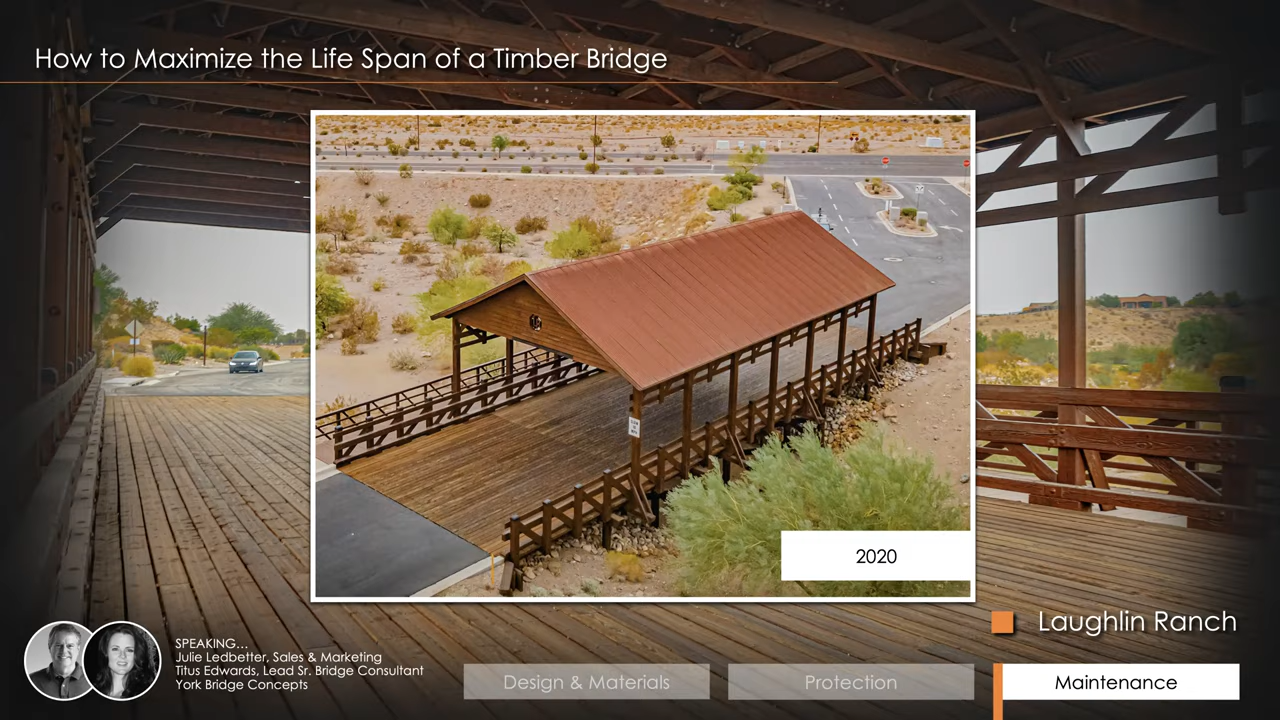 How to Maximize the Life Span of a Timber Bridge
2020
Laughlin Ranch
SPEAKING...
Julie Ledbetter, Sales & Marketing
Titus Edwards, Lead Sr. Bridge Consultant
York Bridge Concepts
Design & Materials
Protection
Maintenance